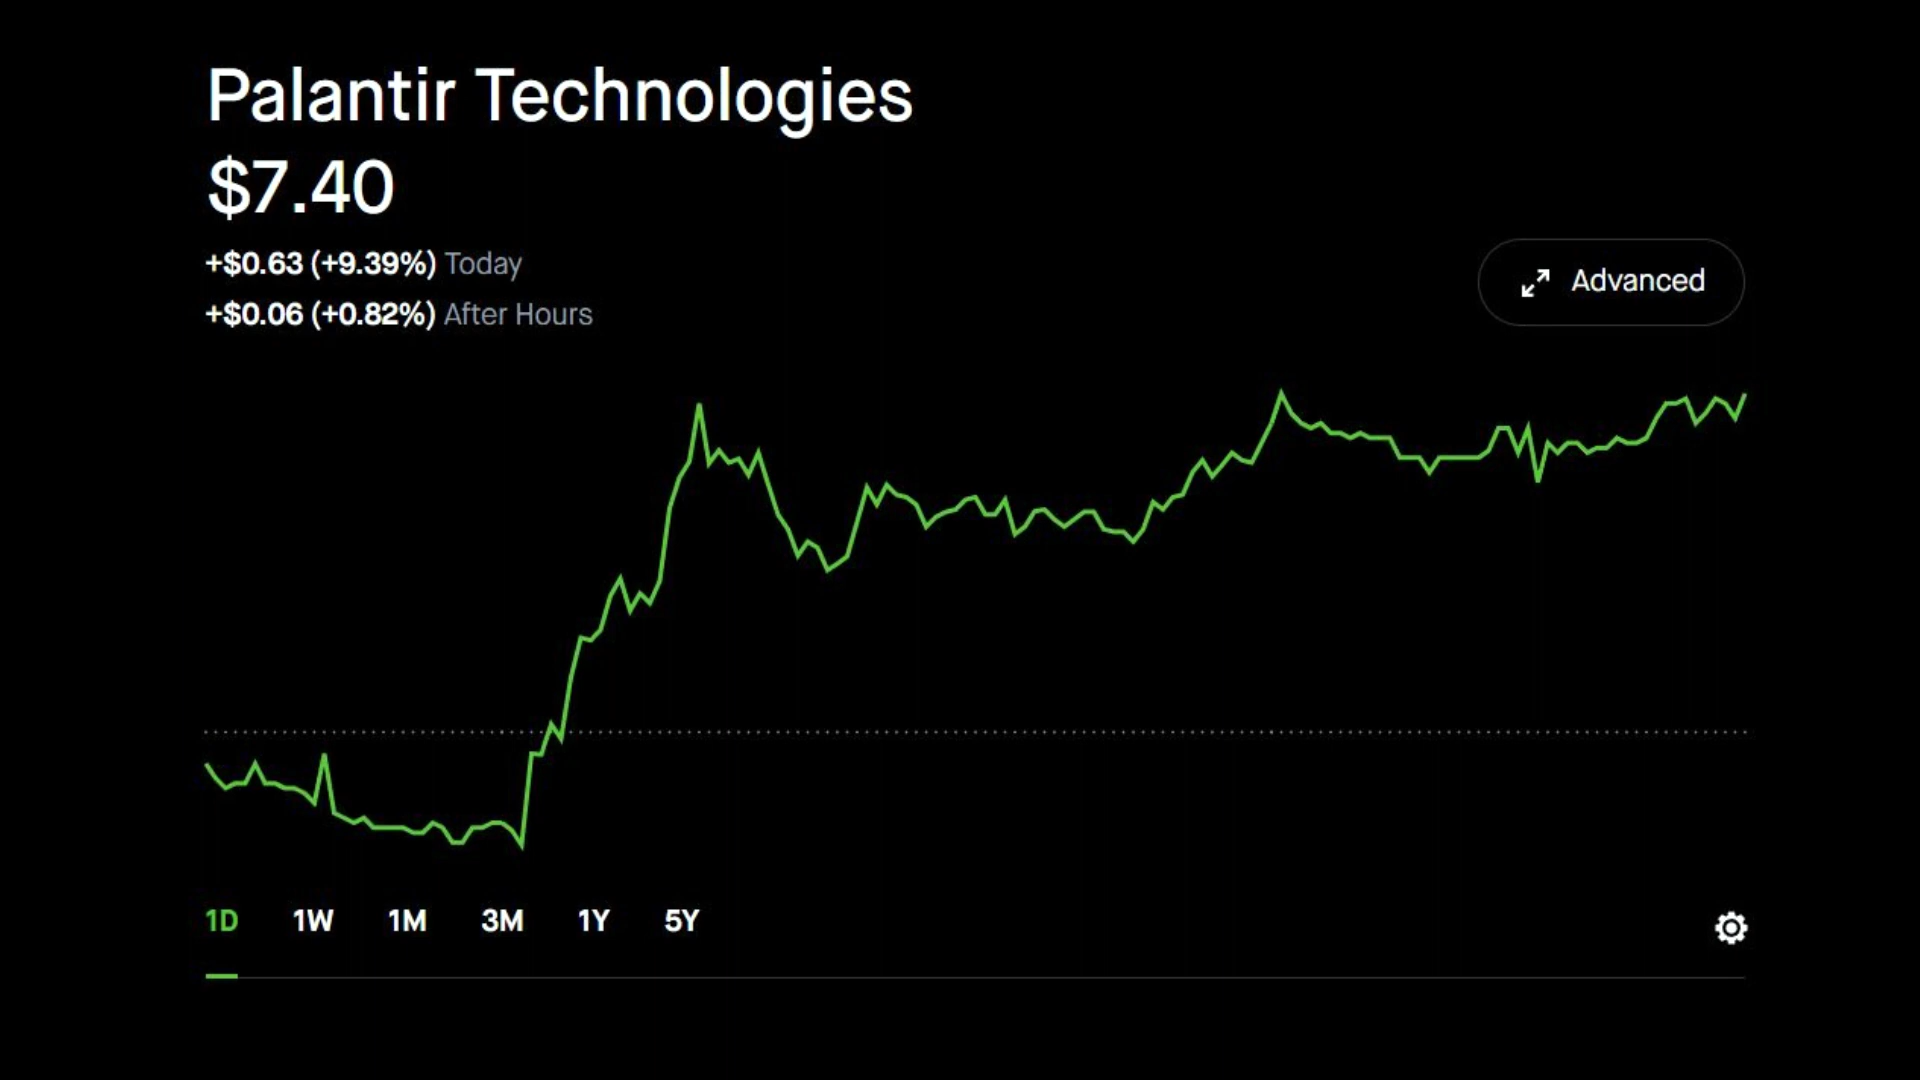 Palantir Technologies
$7.40
+$0.63 (+9.39%) Today
+$0.06 (+0.82%) After Hours
Advanced
1D 1W 1M 3M 1Y 5Y